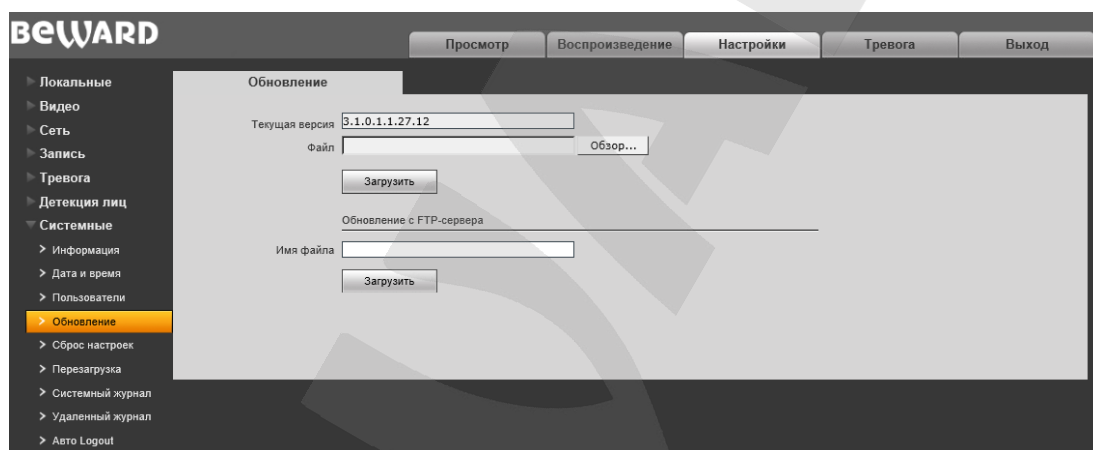 BEWARD
Просмотр Воспроизведение Настройки Тревога Выход
Локальные
Видео
Сеть
Запись
Тревога
Детекция лиц
Системные
Информация
Дата и время
Пользователи
Обновление
Сброс настроек
Перезагрузка
Системный журнал
Удаленный журнал
Авто Logout
Обновление
Текущая версия 3.1.0.1.1.27.12
Файл Обзор...
Загрузить
Обновление с FTP-сервера
Имя файла
Загрузить